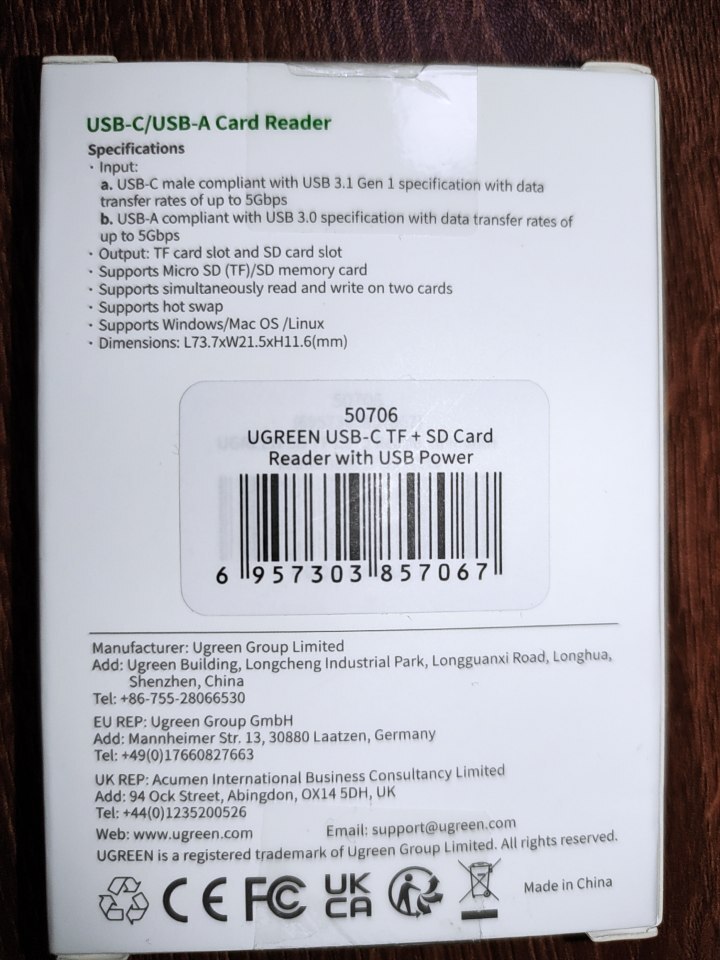 USB-C/USB-A Card Reader
Specifications
· Input:
a. USB-C male compliant with USB 3.1 Gen 1 specification with data
transfer rates of up to 5Gbps
b. USB-A compliant with USB 3.0 specification with data transfer rates of
up to 5Gbps
· Output: TF card slot and SD card slot
· Supports Micro SD (TF)/SD memory card
· Supports simultaneously read and write on two cards
· Supports hot swap
· Supports Windows/Mac OS /Linux
· Dimensions: L73.7xW21.5xH11.6(mm)
50706
UGREEN USB-C TF + SD Card
Reader with USB Power
6 957303 857067
Manufacturer: Ugreen Group Limited
Add: Ugreen Building, Longcheng Industrial Park, Longguanxi Road, Longhua,
Shenzhen, China
Tel: +86-755-28066530
EU REP: Ugreen Group GmbH
Add: Mannheimer Str. 13, 30880 Laatzen, Germany
Tel: +49(0)17660827663
UK REP: Acumen International Business Consultancy Limited
Add: 94 Ock Street, Abingdon, OX14 5DH, UK
Tel: +44(0)1235200526
Web: www.ugreen.com Email: support@ugreen.com
UGREEN is a registered trademark of Ugreen Group Limited. All rights reserved.
CE FC UK CA Made in China